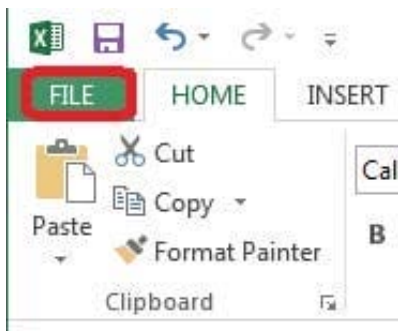 FILE HOME INSERT
Cut
Cal
Copy
Paste
B
Format Painter
Clipboard